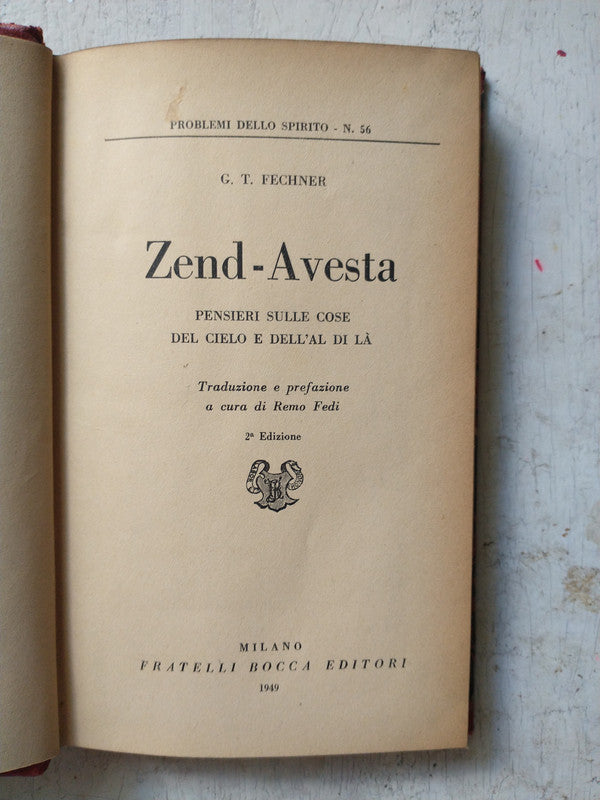 PROBLEMI DELLO SPIRITO - N. 56
G. T. FECHNER
Zend-Avesta
PENSIERI SULLE COSE
DEL CIELO E DELL'AL DI LÀ
Traduzione e prefazione
a cura di Remo Fedi
2ª Edizione
MILANO
FRATELLI BOCCA EDITORI
1949